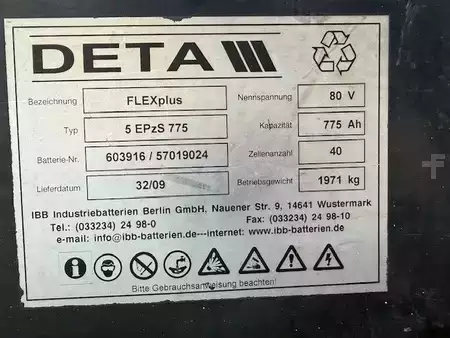 DETA
Bezeichnung FLEXplus Nennspannung 80 V
Typ 5 EPzS 775 Kapazität 775 Ah
Batterie-Nr. 603916 / 57019024 Zellenanzahl 40
Lieferdatum 32/09 Betriebsgewicht 1971 kg
IBB Industriebatterien Berlin GmbH, Nauener Str. 9, 14641 Wustermark
Tel.: (033234) 24 98-0 Fax: (033234) 24 98-10
e-mail: info@ibb-batterien.de---internet: www.ibb-batterien.de
Bitte Gebrauchsanweisung beachten!